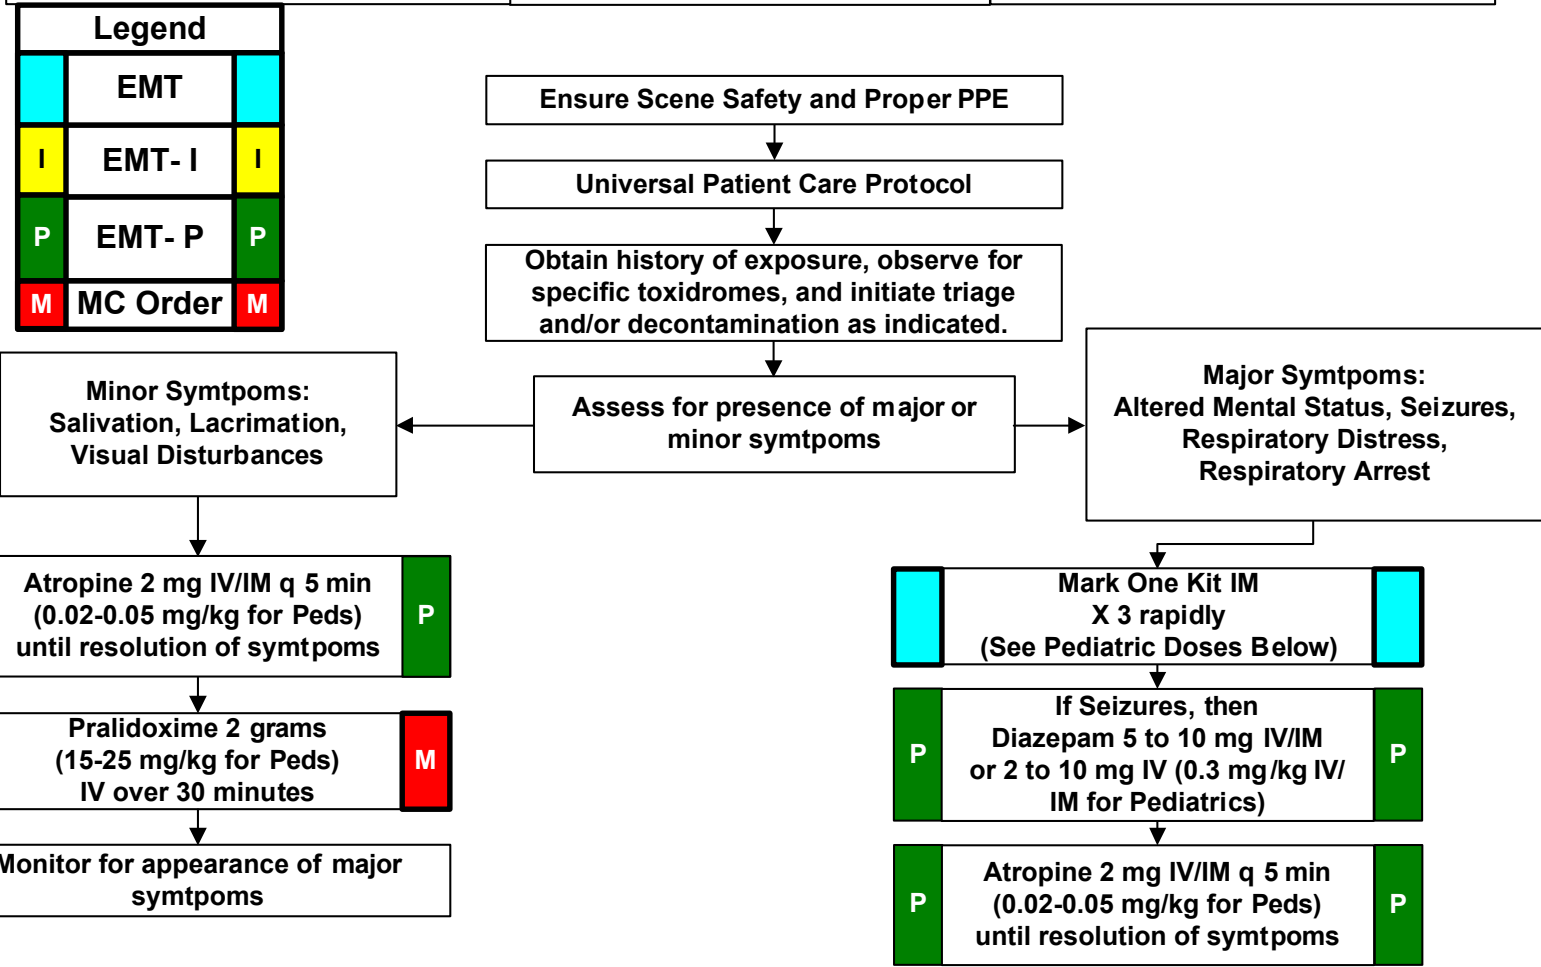 Legend
EMT
I EMT- I I
P EMT- P P
M MC Order M
Ensure Scene Safety and Proper PPE
Universal Patient Care Protocol
Obtain history of exposure, observe for
specific toxidromes, and initiate triage
and/or decontamination as indicated.
Assess for presence of major or
minor symtpoms
Minor Symtpoms:
Salivation, Lacrimation,
Visual Disturbances
Atropine 2 mg IV/IM q 5 min
(0.02-0.05 mg/kg for Peds)
until resolution of symtpoms
P
Pralidoxime 2 grams
(15-25 mg/kg for Peds)
IV over 30 minutes
M
Monitor for appearance of major
symtpoms
Major Symtpoms:
Altered Mental Status, Seizures,
Respiratory Distress,
Respiratory Arrest
Mark One Kit IM
X 3 rapidly
(See Pediatric Doses Below)
P
If Seizures, then
Diazepam 5 to 10 mg IV/IM
or 2 to 10 mg IV (0.3 mg/kg IV/
IM for Pediatrics)
P
P
Atropine 2 mg IV/IM q 5 min
(0.02-0.05 mg/kg for Peds)
until resolution of symtpoms
P